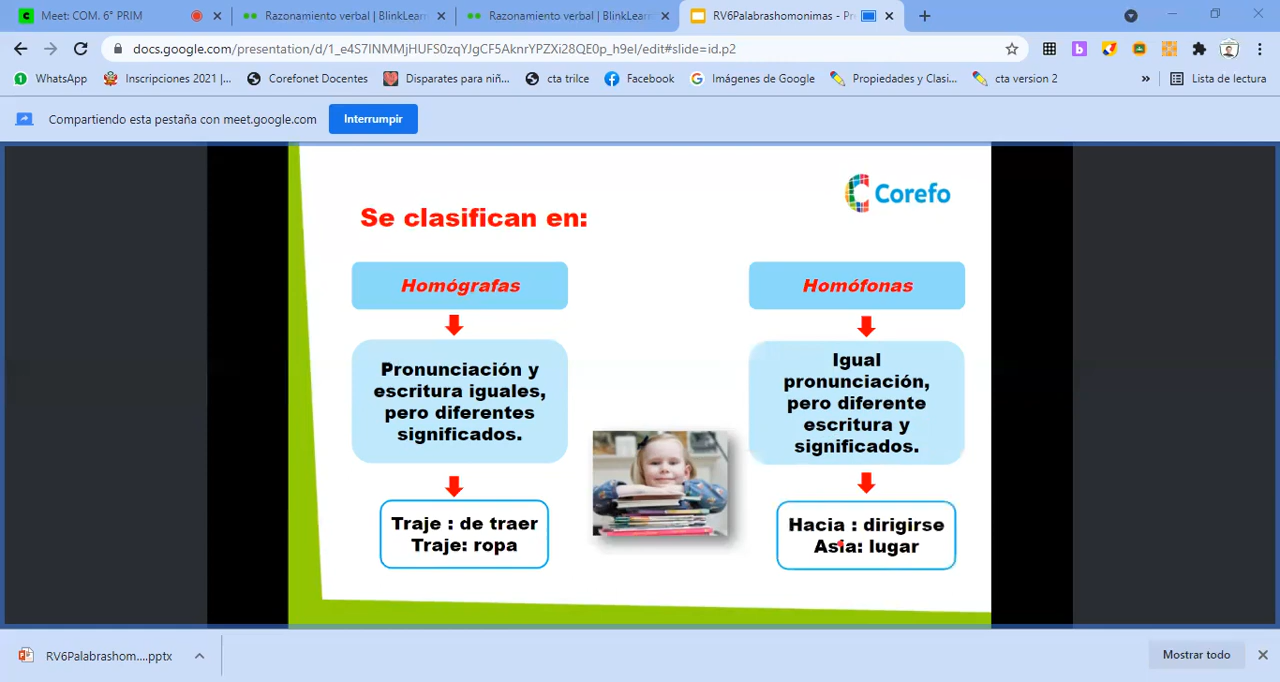 Meet: COM. 6° PRIM
Razonamiento verbal | BlinkLear
Razonamiento verbal | BlinkLear
RV6Palabrashomonimas - Pre
docs.google.com/presentation/d/1_e4S7INMMjHUFS0zqYJgCF5AknrYPZXi28QE0p_h9eI/edit#slide=id.p2
WhatsApp
Inscripciones 2021 |...
Corefonet Docentes
Disparates para niñ...
cta trilce
Facebook
Imágenes de Google
Propiedades y Clasi...
cta version 2
»
Lista de lectura
Compartiendo esta pestaña con meet.google.com
Interrumpir
Corefo
Se clasifican en:
Homógrafas
Pronunciación y
escritura iguales,
pero diferentes
significados.
Traje : de traer
Traje: ropa
Homófonas
Igual
pronunciación,
pero diferente
escritura y
significados.
Hacia : dirigirse
Asia: lugar
RV6Palabrashom....pptx
Mostrar todo